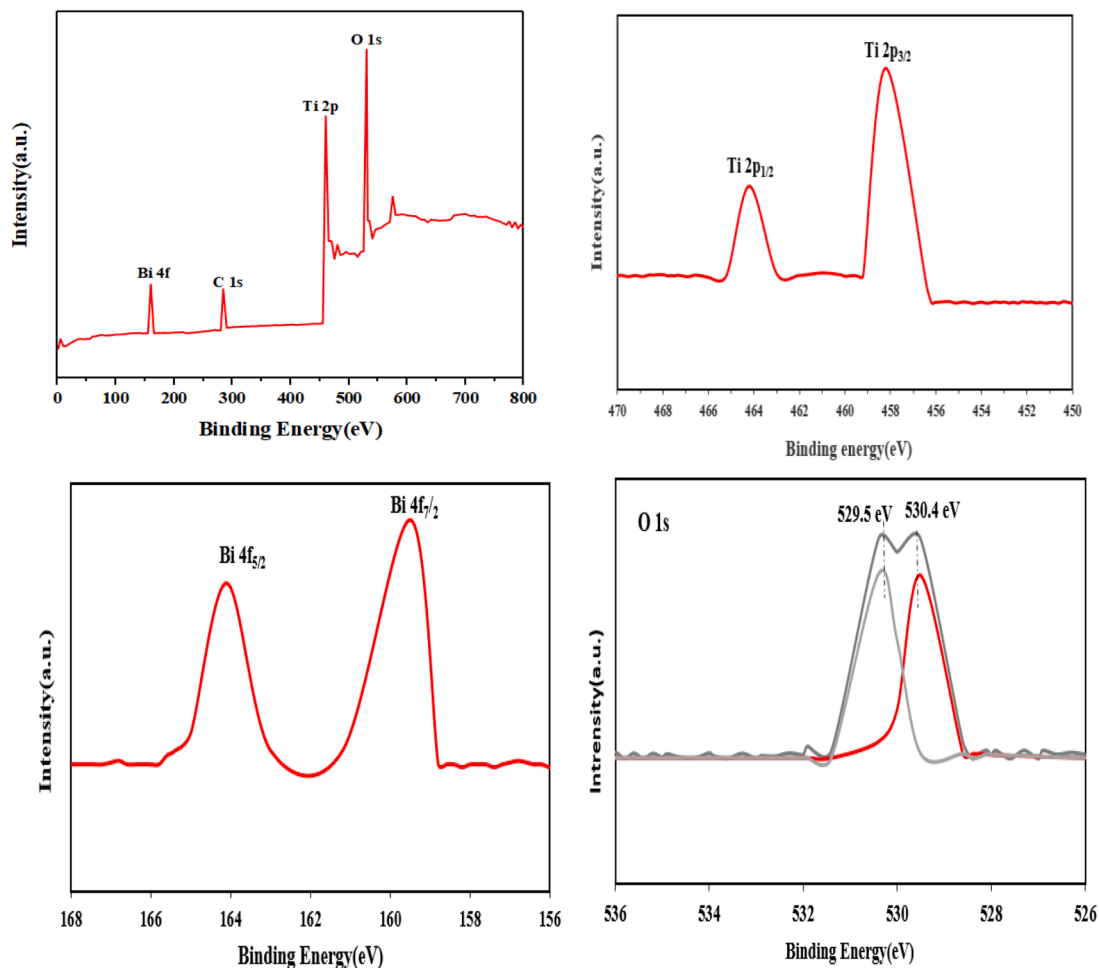 O 1s
Ti 2p
Bi 4f
C 1s
Intensity(a.u.)
0 100 200 300 400 500 600 700 800
Binding Energy(eV)
Ti 2p3/2
Ti 2p1/2
Intensity(a.u.)
470 468 465 464 462 460 458 456 454 452 450
Binding energy(eV)
Bi 4f7/2
Bi 4f5/2
Intensity(a.u.)
168 166 164 162 160 158 156
Binding Energy(eV)
O 1s
529.5 eV 530.4 eV
Intrensity(a.u.)
536 534 532 530 528 526
Binding Energy(eV)